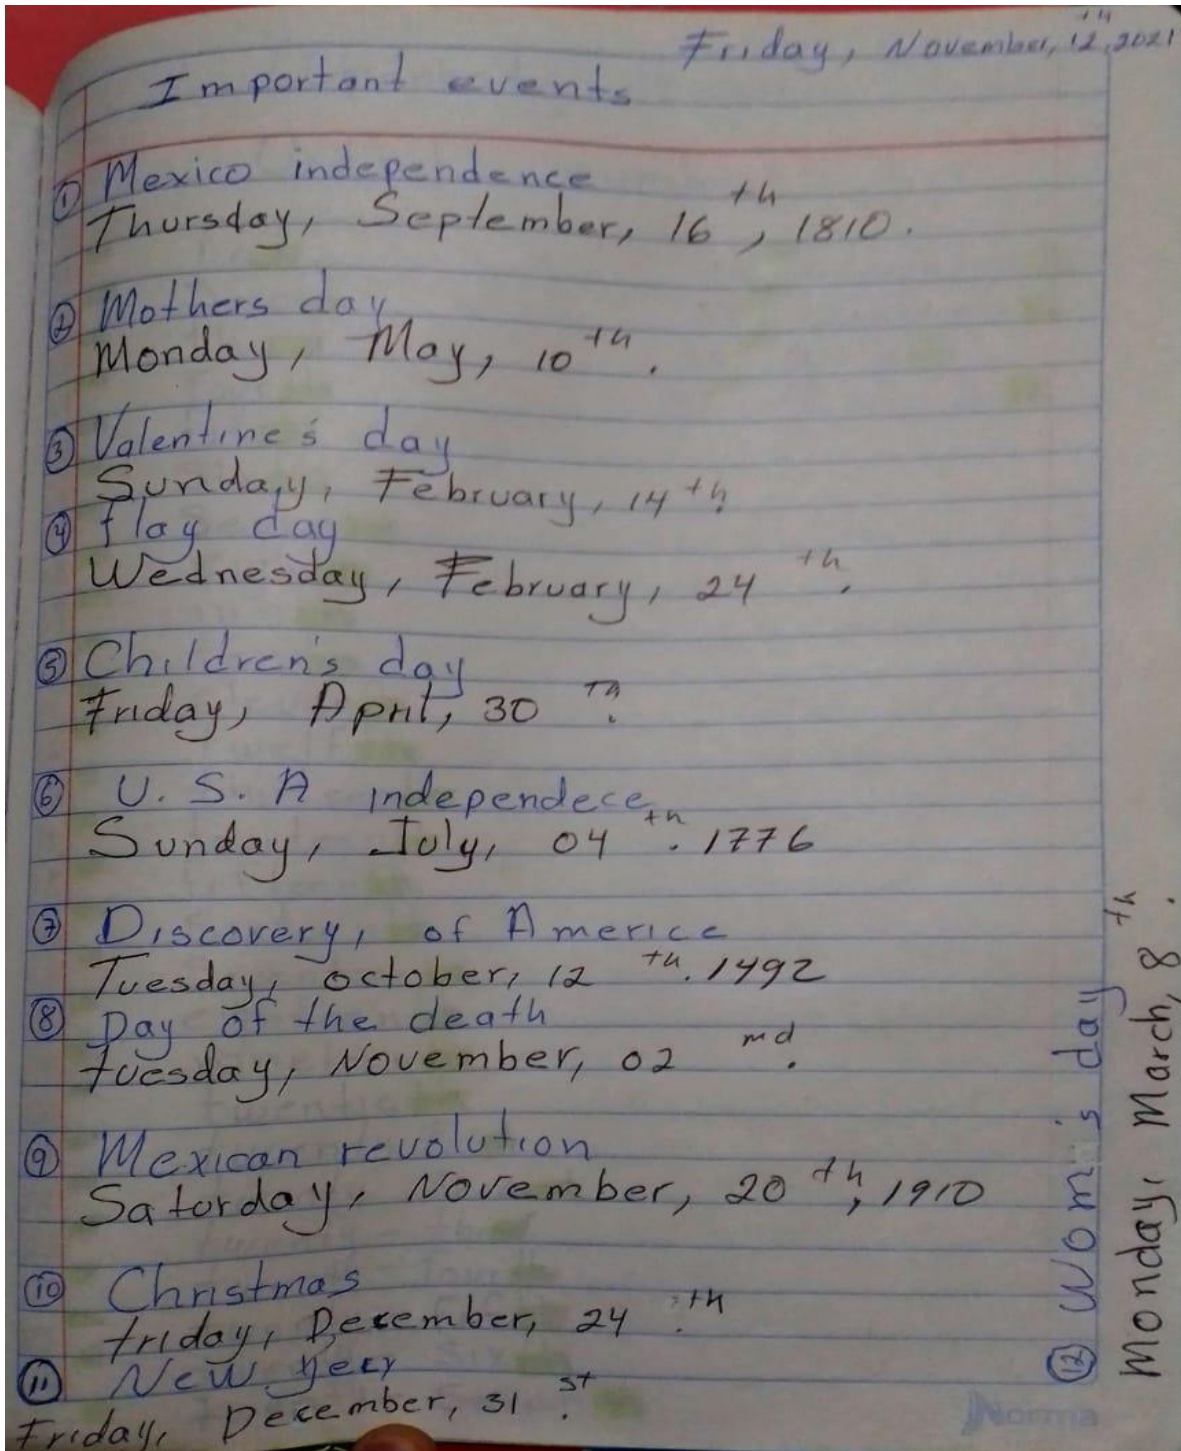 Friday, November, 12th, 2021
Important events
① Mexico independence
Thursday, September, 16th, 1810.
② Mothers day
Monday, May, 10th.
③ Valentine's day
Sunday, February, 14th.
④ flag day
Wednesday, February, 24th.
⑤ Children's day
Friday, April, 30th.
⑥ U. S. A independece
Sunday, July, 04th. 1776
⑦ Discovery, of Americe
Tuesday, october, 12th. 1492
⑧ Day of the death
tuesday, November, 02nd.
⑨ Mexican revolution
Saturday, November, 20th, 1910
⑩ Christmas
friday, December, 24th.
⑪ New yeer
Friday, December, 31st.
⑫ Wom's day
Monday, March, 8th.
Norma